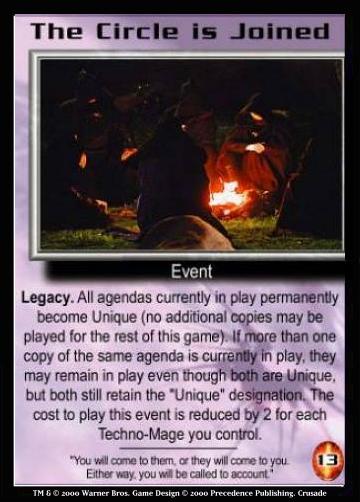 The Circle is Joined
Event
Legacy. All agendas currently in play permanently
become Unique (no additional copies may be
played for the rest of this game). If more than one
copy of the same agenda is currently in play, they
may remain in play even though both are Unique,
but both still retain the "Unique" designation. The
cost to play this event is reduced by 2 for each
Techno-Mage you control.
"You will come to them, or they will come to you.
Either way, you will be called to account."
13
TM & © 2000 Warner Bros. Game Design © 2000 Precedence Publishing. Crusade